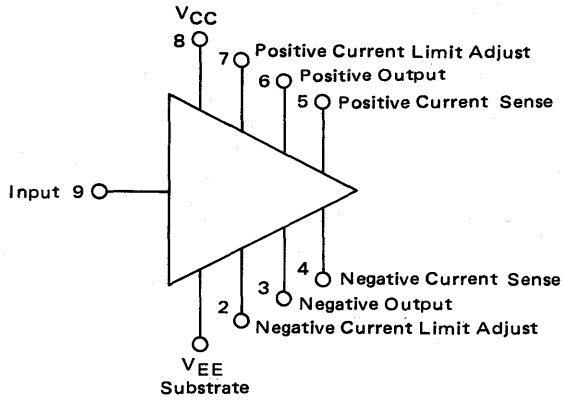 VCC
8
7 Positive Current Limit Adjust
6 Positive Output
5 Positive Current Sense
Input 9
4 Negative Current Sense
3 Negative Output
2 Negative Current Limit Adjust
VEE
Substrate